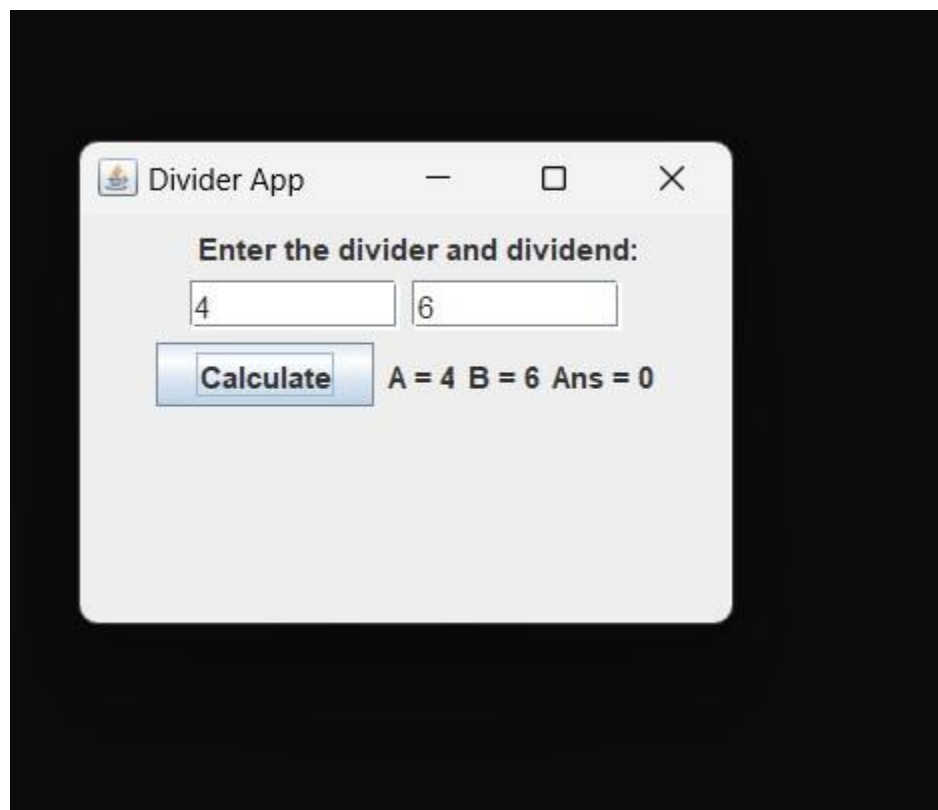 Divider App
Enter the divider and dividend:
4 6
Calculate A = 4 B = 6 Ans = 0